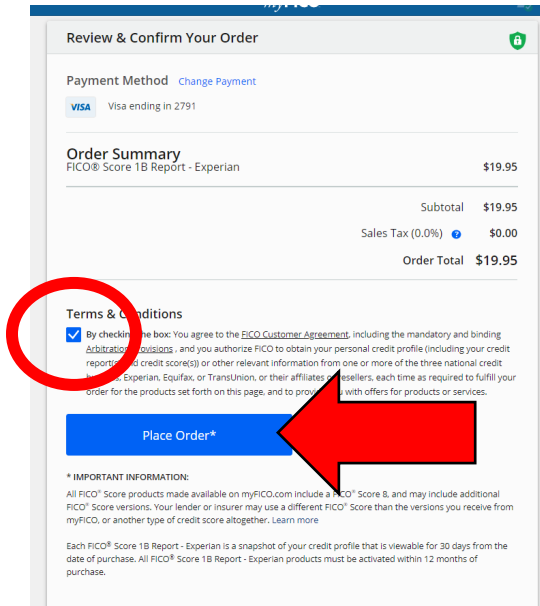 Review & Confirm Your Order
Payment Method Change Payment
VISA Visa ending in 2791
Order Summary
FICO® Score 1B Report - Experian $19.95
Subtotal $19.95
Sales Tax (0.0%) ? $0.00
Order Total $19.95
Terms & Conditions
By checking the box: You agree to the FICO Customer Agreement, including the mandatory and binding
Arbitration Provisions , and you authorize FICO to obtain your personal credit profile (including your credit
and credit score(s)) or other relevant information from one or more of the three national credit
Experian, Equifax, or TransUnion, or their affiliates or resellers, each time as required to fulfill your
order for the products set forth on this page, and to provide you with offers for products or services.
Place Order*
* IMPORTANT INFORMATION:
All FICO® Score products made available on myFICO.com include a FICO® Score 8, and may include additional
FICO® Score versions. Your lender or insurer may use a different FICO® Score than the versions you receive from
myFICO, or another type of credit score altogether. Learn more
Each FICO® Score 1B Report - Experian is a snapshot of your credit profile that is viewable for 30 days from the
date of purchase. All FICO® Score 1B Report - Experian products must be activated within 12 months of
purchase.